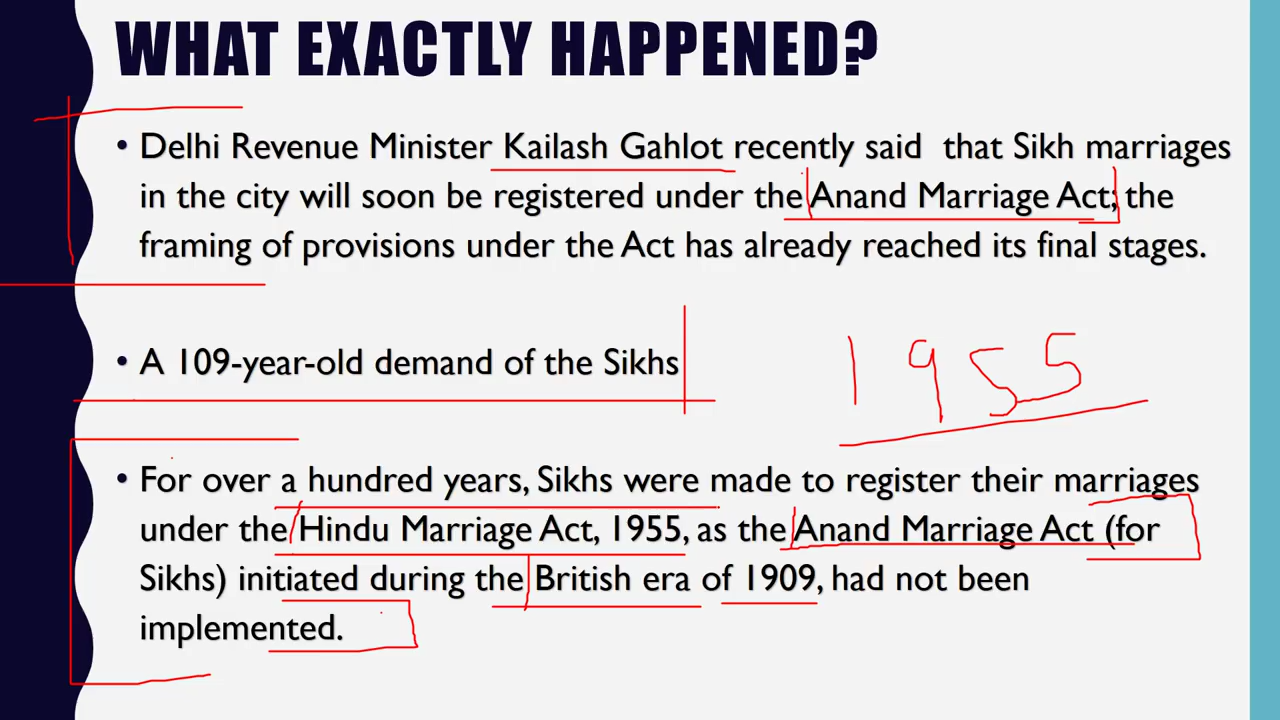 WHAT EXACTLY HAPPENED?
• Delhi Revenue Minister Kailash Gahlot recently said that Sikh marriages
in the city will soon be registered under the Anand Marriage Act; the
framing of provisions under the Act has already reached its final stages.
• A 109-year-old demand of the Sikhs
1955
• For over a hundred years, Sikhs were made to register their marriages
under the Hindu Marriage Act, 1955, as the Anand Marriage Act (for
Sikhs) initiated during the British era of 1909, had not been
implemented.